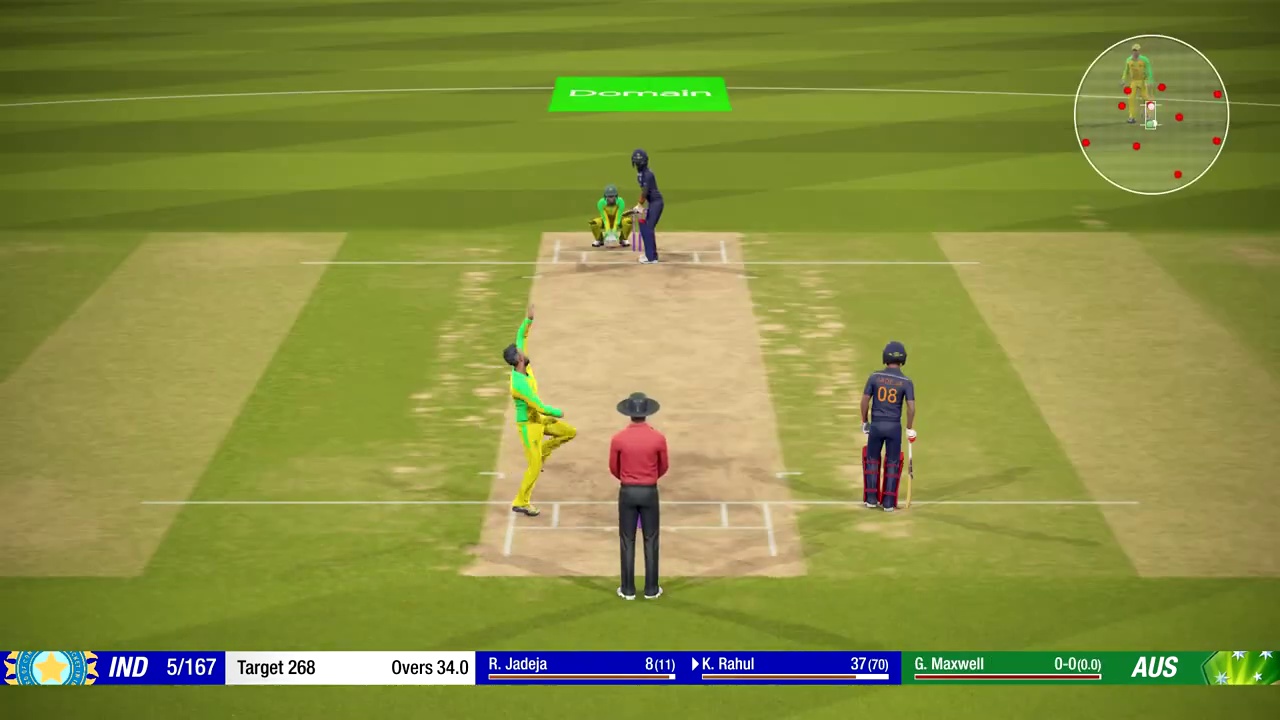 Domain
JADEJA
08
IND 5/167 Target 268 Overs 34.0 R. Jadeja 8(11) K. Rahul 37(70) G. Maxwell 0-0(0.0) AUS